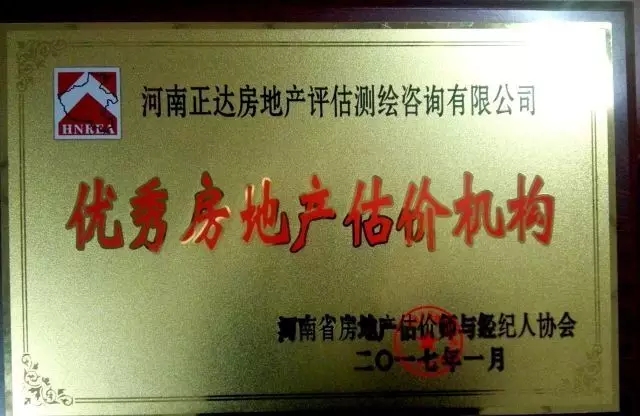 HNREA
河南正达房地产评估测绘咨询有限公司
优秀房地产估价机构
河南省房地产估价师与经纪人协会
二〇一七年一月